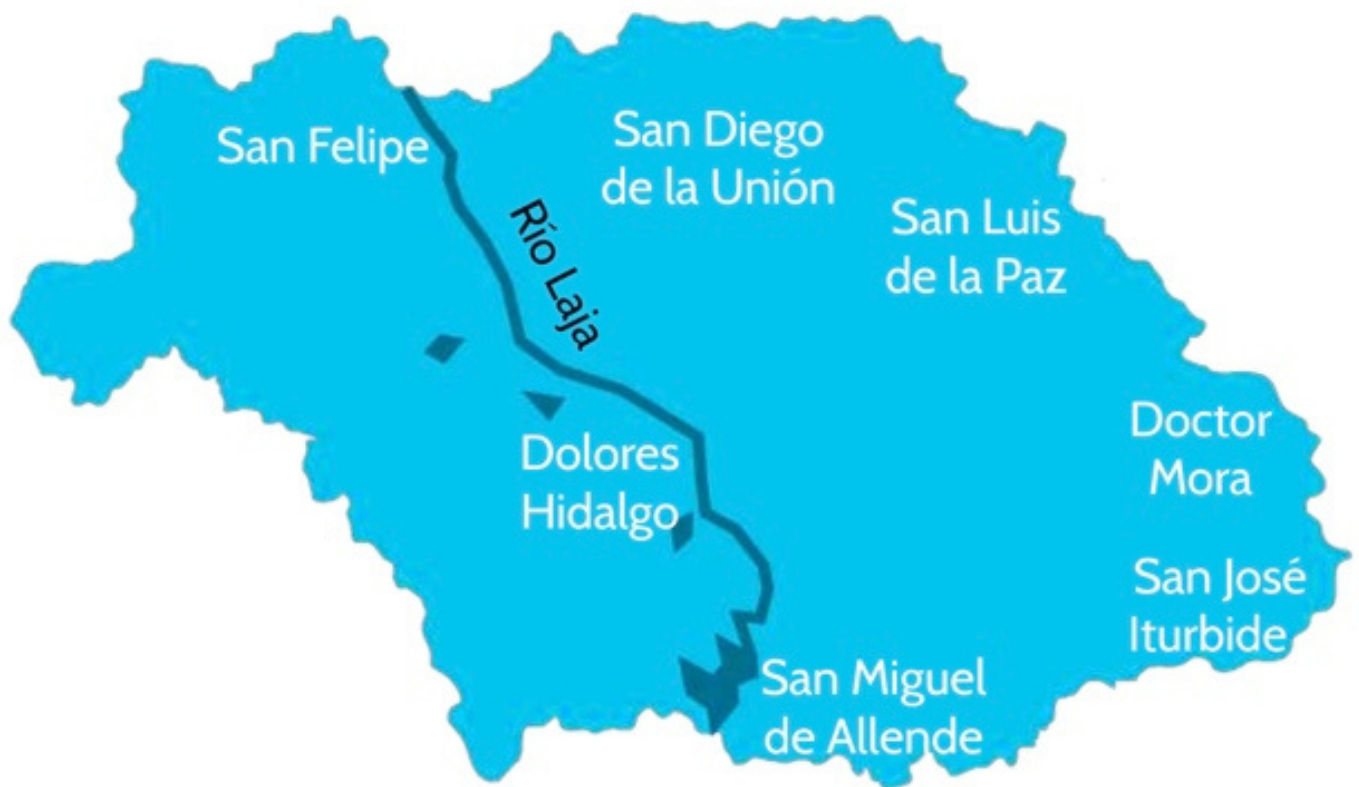 San Felipe
San Diego
de la Unión
San Luis
de la Paz
Río Laja
Dolores
Hidalgo
Doctor
Mora
San José
Iturbide
San Miguel
de Allende